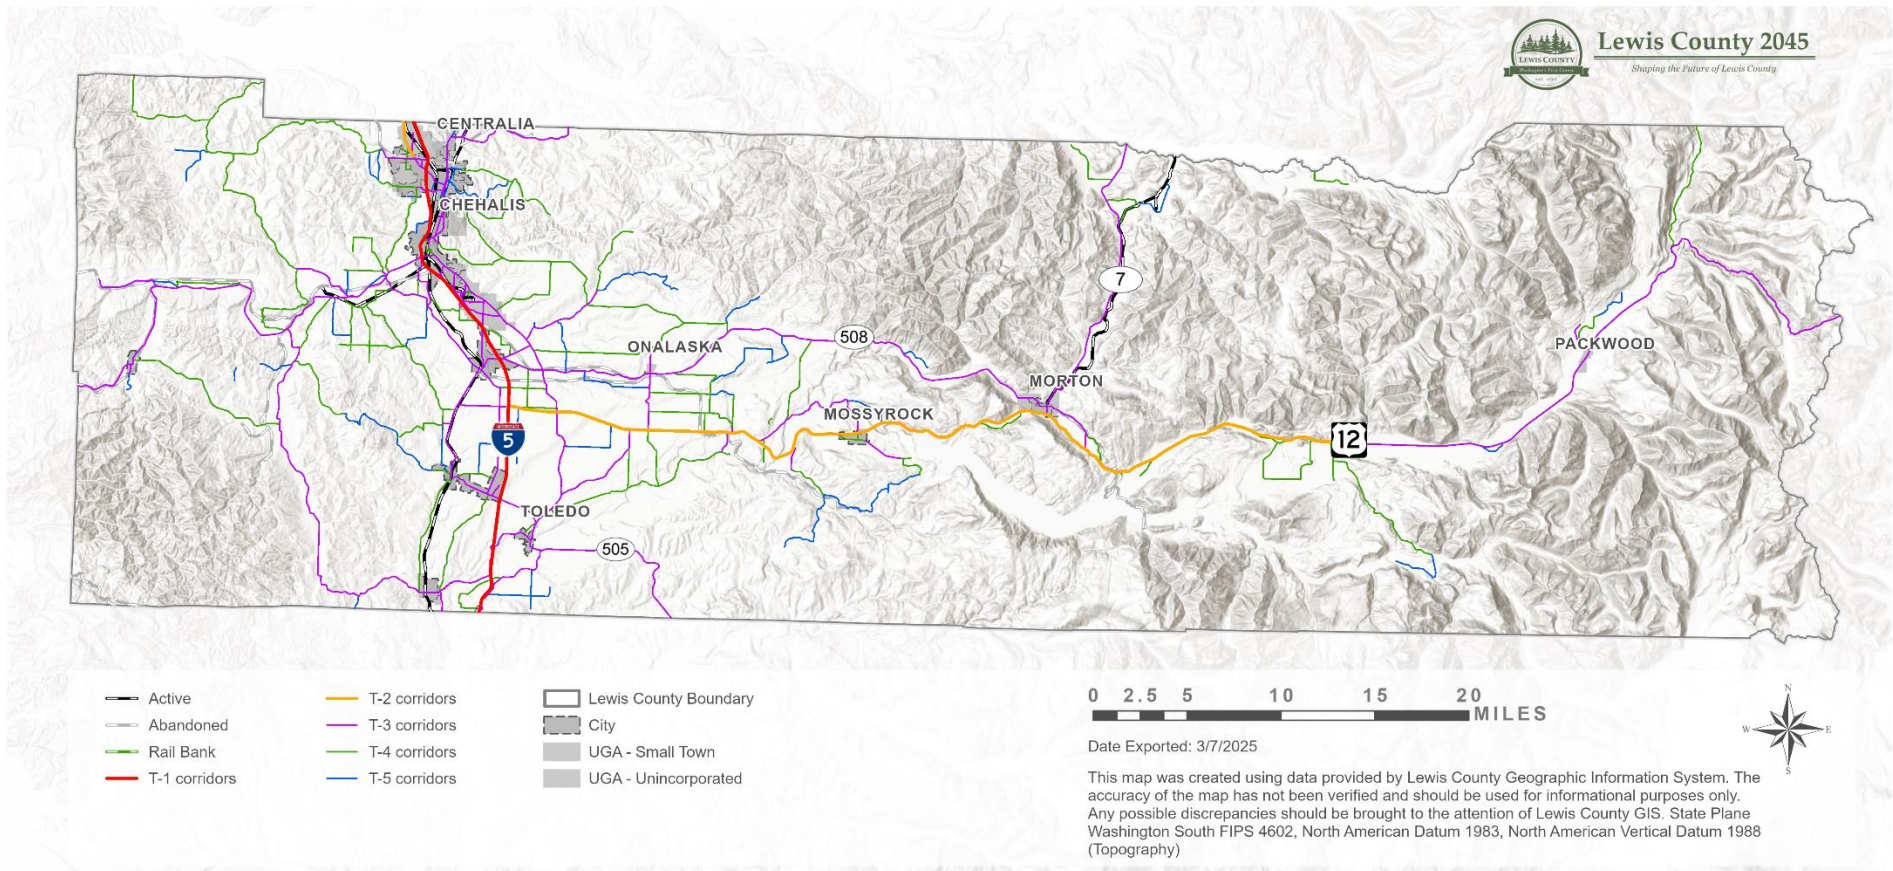 Lewis County 2045
Shaping the Future of Lewis County
LEWIS COUNTY
CENTRALIA
CHEHALIS
7
508
ONALASKA
PACKWOOD
MORTON
MOSSYROCK
5
12
TOLEDO
505
Active
Abandoned
Rail Bank
T-1 corridors
T-2 corridors
T-3 corridors
T-4 corridors
T-5 corridors
Lewis County Boundary
City
UGA - Small Town
UGA - Unincorporated
0 2.5 5 10 15 20
MILES
Date Exported: 3/7/2025
This map was created using data provided by Lewis County Geographic Information System. The
accuracy of the map has not been verified and should be used for informational purposes only.
Any possible discrepancies should be brought to the attention of Lewis County GIS. State Plane
Washington South FIPS 4602, North American Datum 1983, North American Vertical Datum 1988
(Topography)
N
W E
S